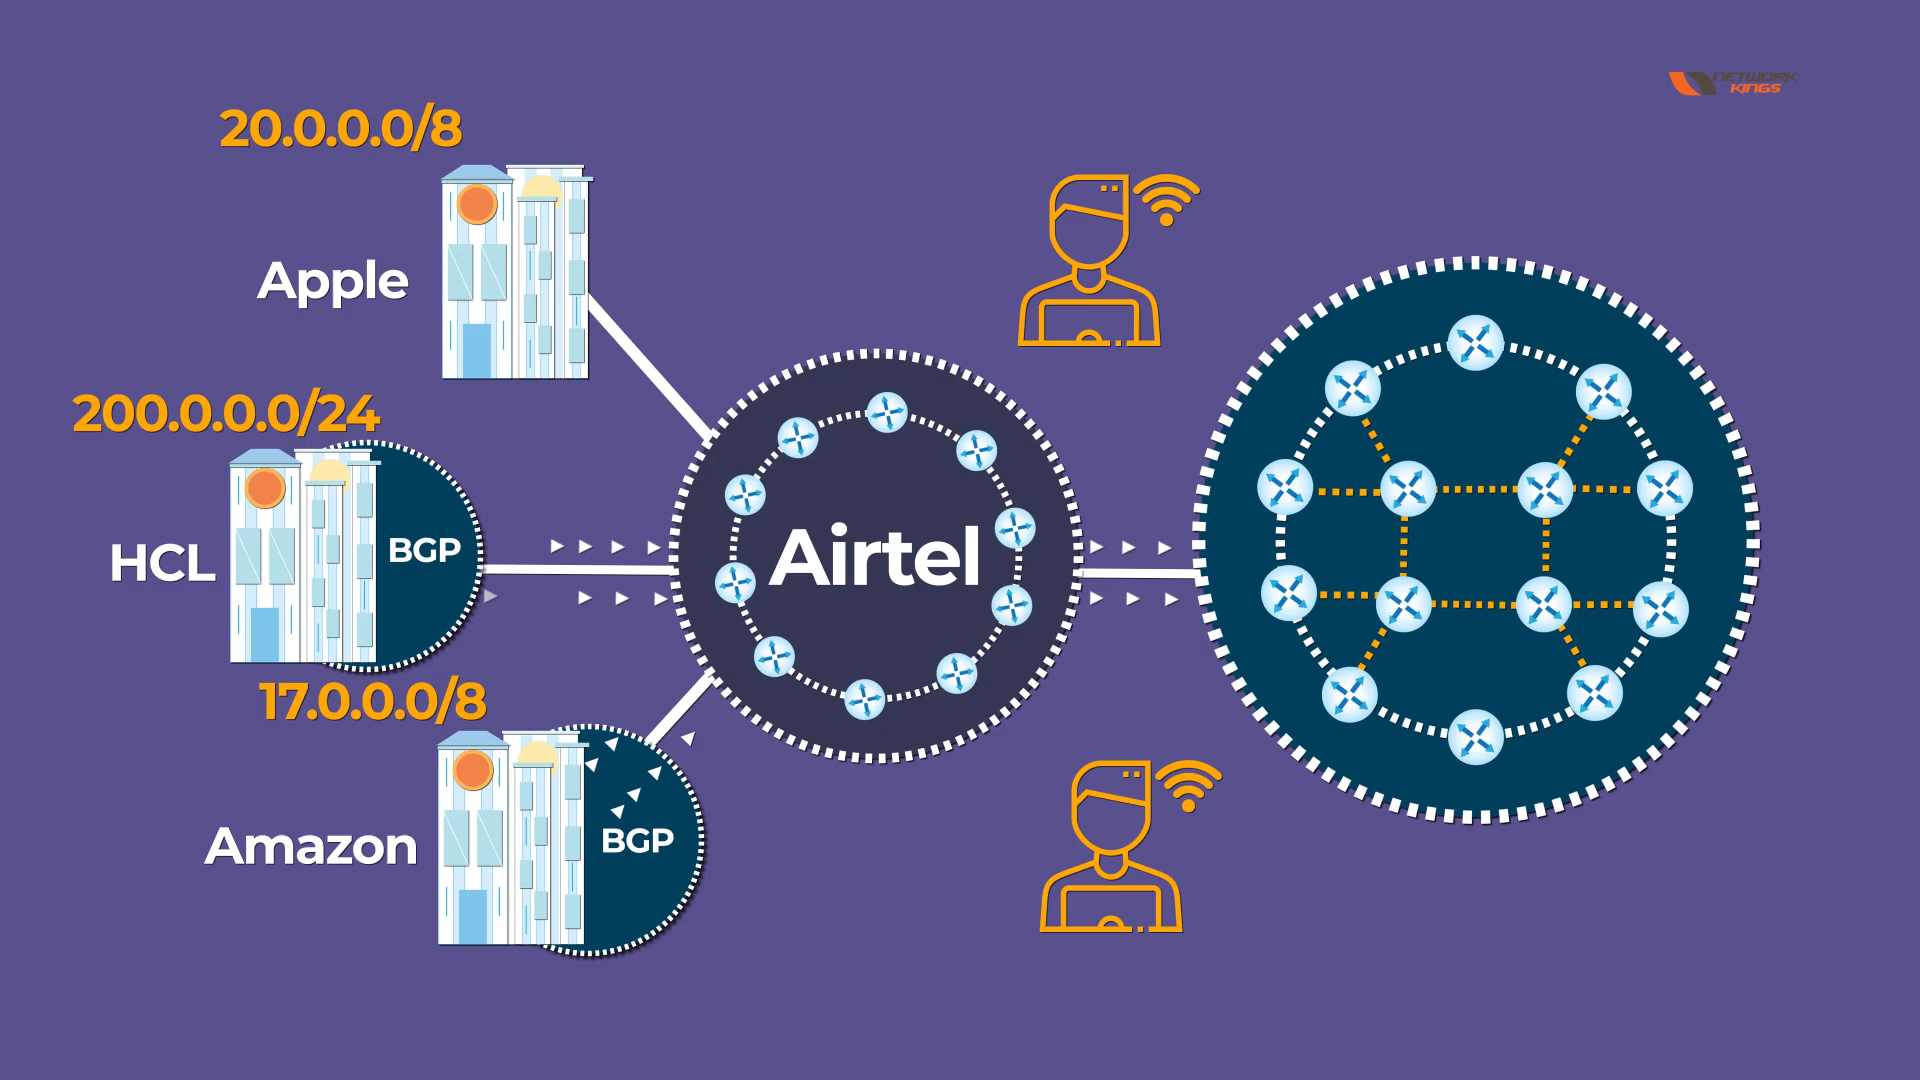 NETWORK
KINGS
20.0.0.0/8
Apple
200.0.0.0/24
HCL
BGP
Airtel
17.0.0.0/8
Amazon
BGP